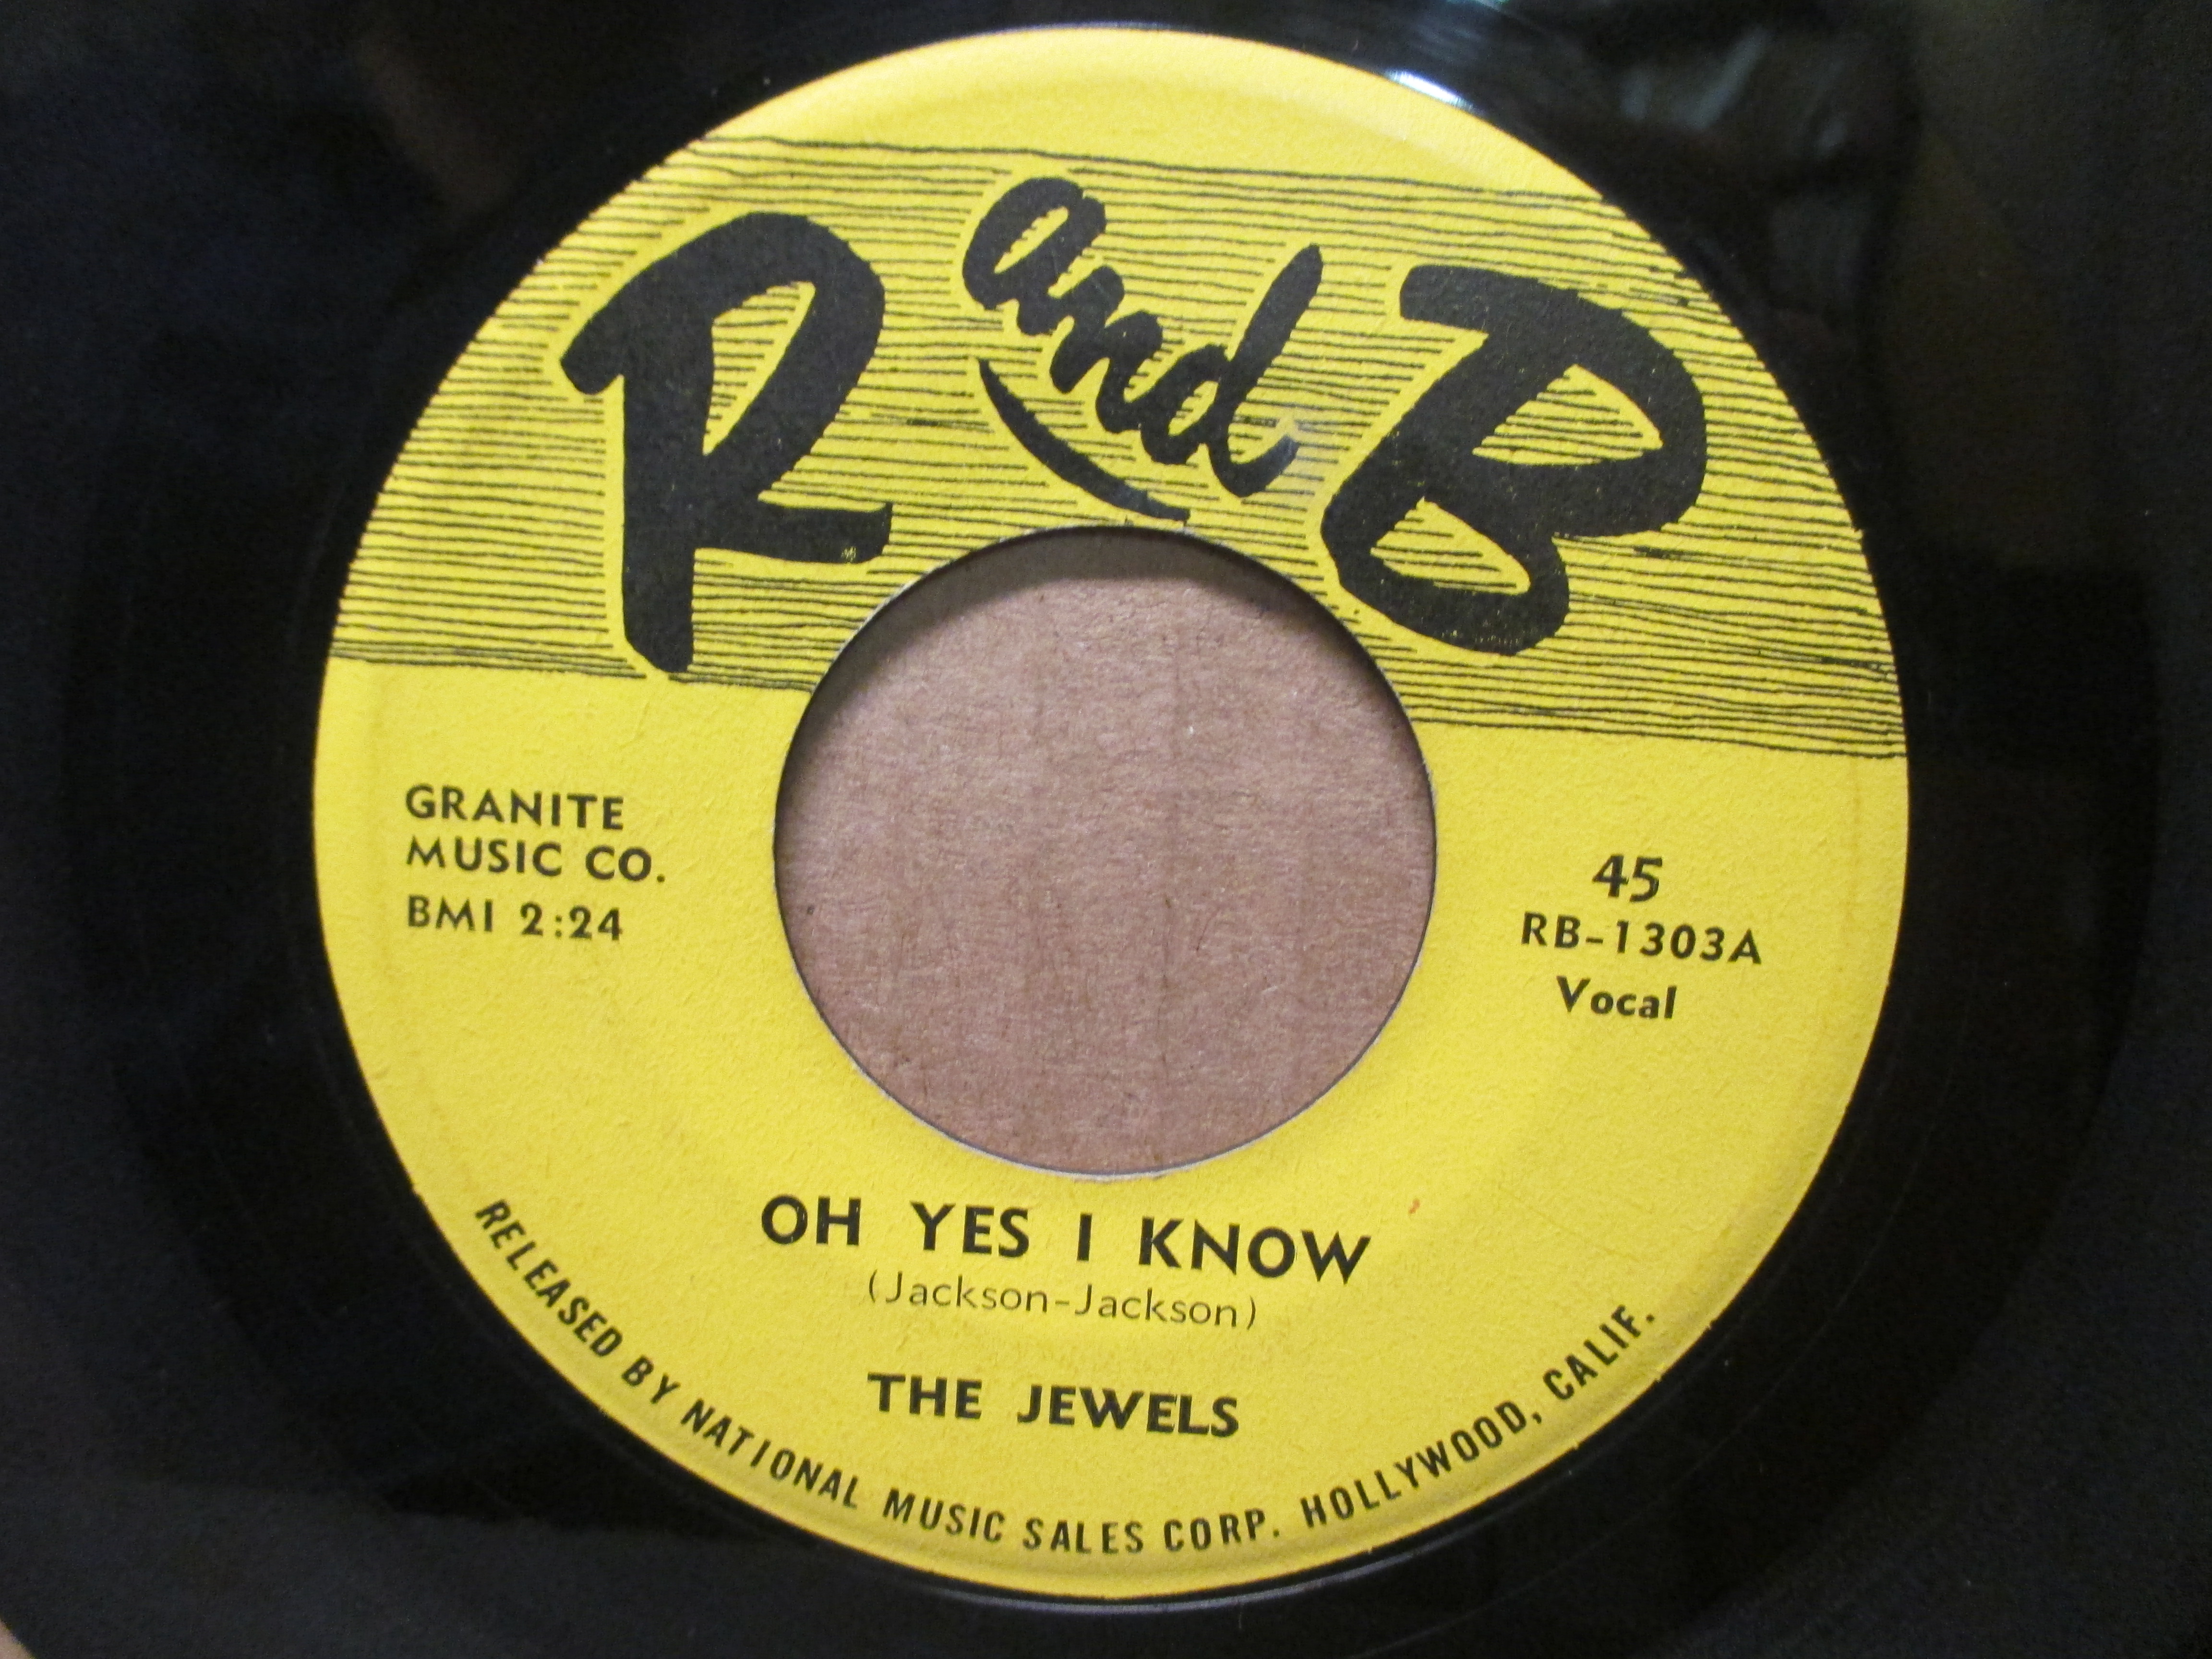 R and B
GRANITE
MUSIC CO.
BMI 2:24
45
RB-1303A
Vocal
OH YES I KNOW
(Jackson-Jackson)
THE JEWELS
RELEASED BY NATIONAL MUSIC SALES CORP. HOLLYWOOD, CALIF.